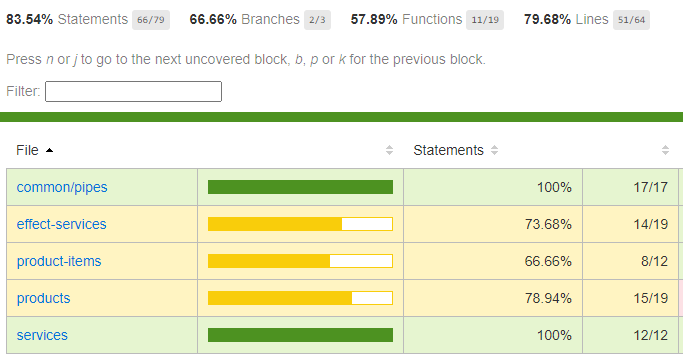 83.54% Statements 66/79 66.66% Branches 2/3 57.89% Functions 11/19 79.68% Lines 51/64
Press n or j to go to the next uncovered block, b, p or k for the previous block.
Filter:
File Statements
common/pipes 100% 17/17
effect-services 73.68% 14/19
product-items 66.66% 8/12
products 78.94% 15/19
services 100% 12/12